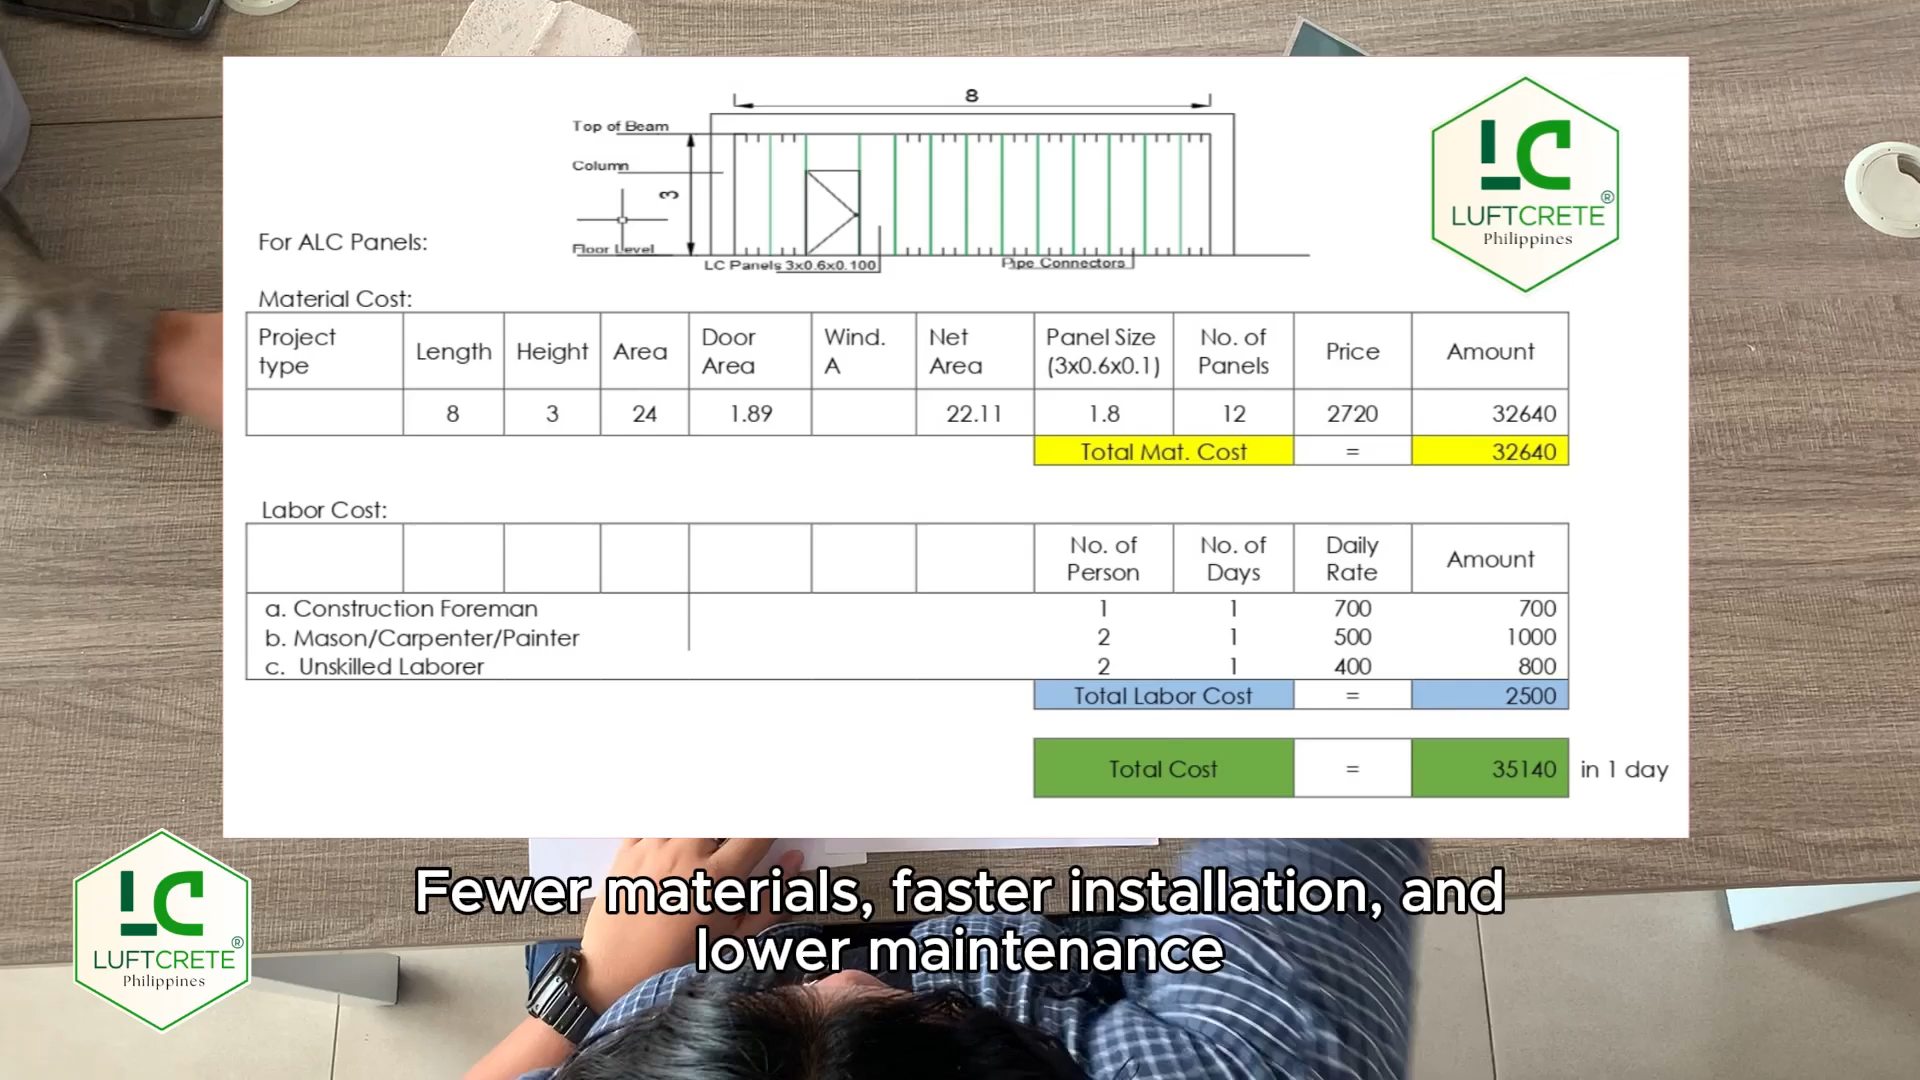 8
Top of Beam
Column
3
Floor Level
LC Panels 3x0.6x0.100
Pipe Connectors
LC
LUFTCRETE®
Philippines
For ALC Panels:
Material Cost:
Project type Length Height Area Door Area Wind. A Net Area Panel Size (3x0.6x0.1) No. of Panels Price Amount
8 3 24 1.89 22.11 1.8 12 2720 32640
Total Mat. Cost = 32640
Labor Cost:
No. of Person No. of Days Daily Rate Amount
a. Construction Foreman 1 1 700 700
b. Mason/Carpenter/Painter 2 1 500 1000
c. Unskilled Laborer 2 1 400 800
Total Labor Cost = 2500
Total Cost = 35140 in 1 day
Fewer materials, faster installation, and
lower maintenance
LC
LUFTCRETE®
Philippines